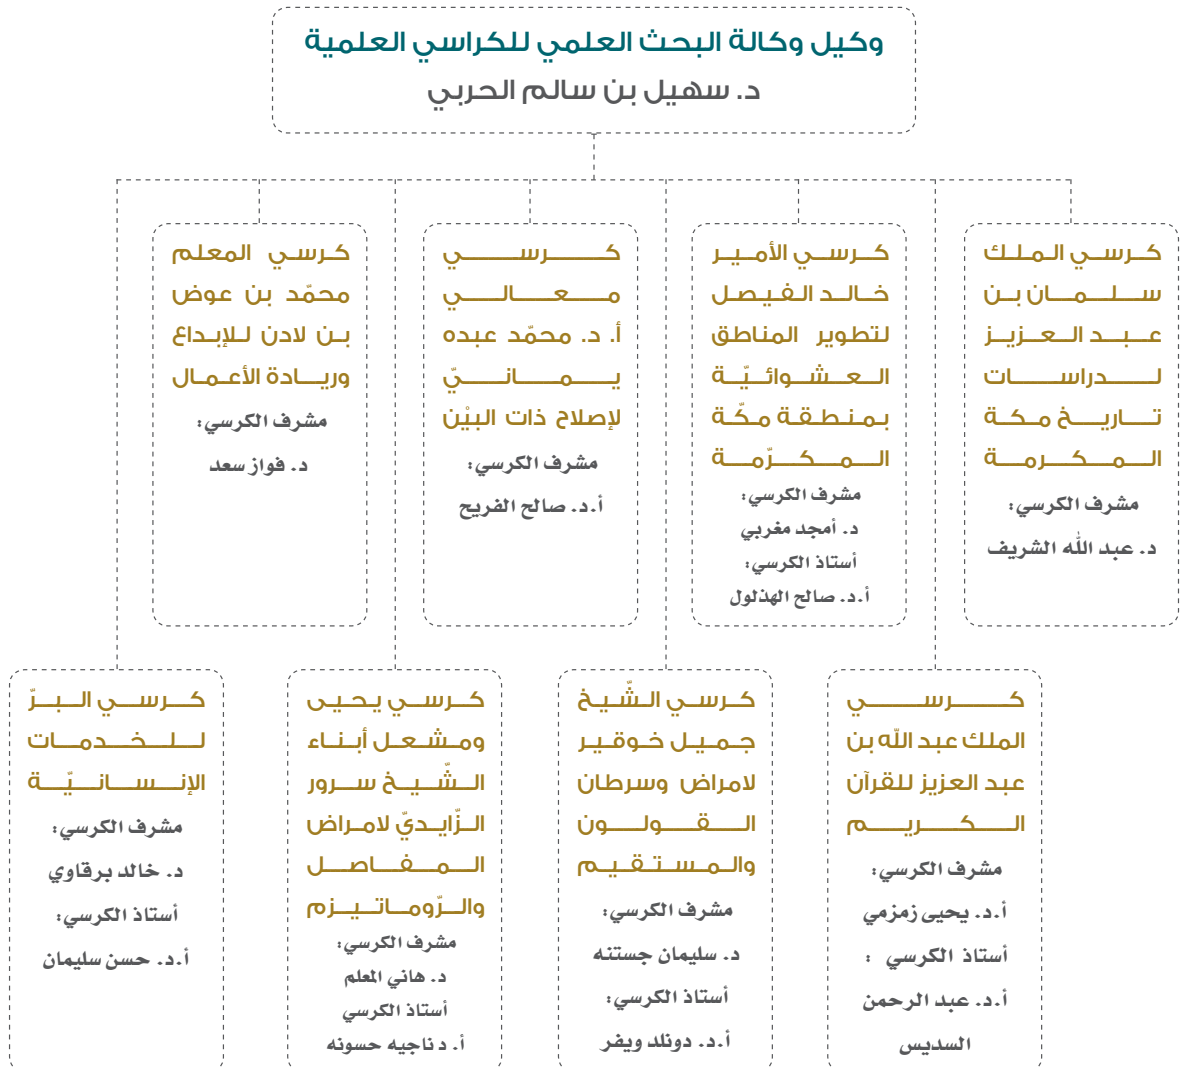 وكيل وكالة البحث العلمي للكراسي العلمية
د. سهيل بن سالم الحربي
كرسي الملك
سلمان بن
عبد العزيز
لدراسات
تاريخ مكة
المكرمة
مشرف الكرسي:
د. عبد الله الشريف
كرسي الأمير
خالد الفيصل
لتطوير المناطق
العشوائيّة
بمنطقة مكّة
المكرّمة
مشرف الكرسي:
د. أمجد مغربي
أستاذ الكرسي:
أ.د. صالح الهذلول
كرسي
معالي
أ. د. محمّد عبده
يمانيّ
لإصلاح ذات البيْن
مشرف الكرسي:
أ.د. صالح الفريح
كرسي المعلم
محمّد بن عوض
بن لادن للإبداع
وريادة الأعمال
مشرف الكرسي:
د. فواز سعد
كرسي
الملك عبد اللّه بن
عبد العزيز للقرآن
الكريم
مشرف الكرسي:
أ.د. يحيى زمزمي
أستاذ الكرسي :
أ.د. عبد الرحمن
السديس
كرسي الشّيخ
جميل خوقير
لامراض وسرطان
القولون
والمستقيم
مشرف الكرسي:
د. سليمان جستنه
أستاذ الكرسي:
أ.د. دونلد ويفر
كرسي يحيى
ومشعل أبناء
الشّيخ سرور
الزّايديّ لامراض
المفاصل
والرّوماتيزم
مشرف الكرسي:
د. هاني المعلم
أستاذ الكرسي
أ. د ناجيه حسونه
كرسي البرّ
للخدمات
الإنسانيّة
مشرف الكرسي:
د. خالد برقاوي
أستاذ الكرسي:
أ.د. حسن سليمان